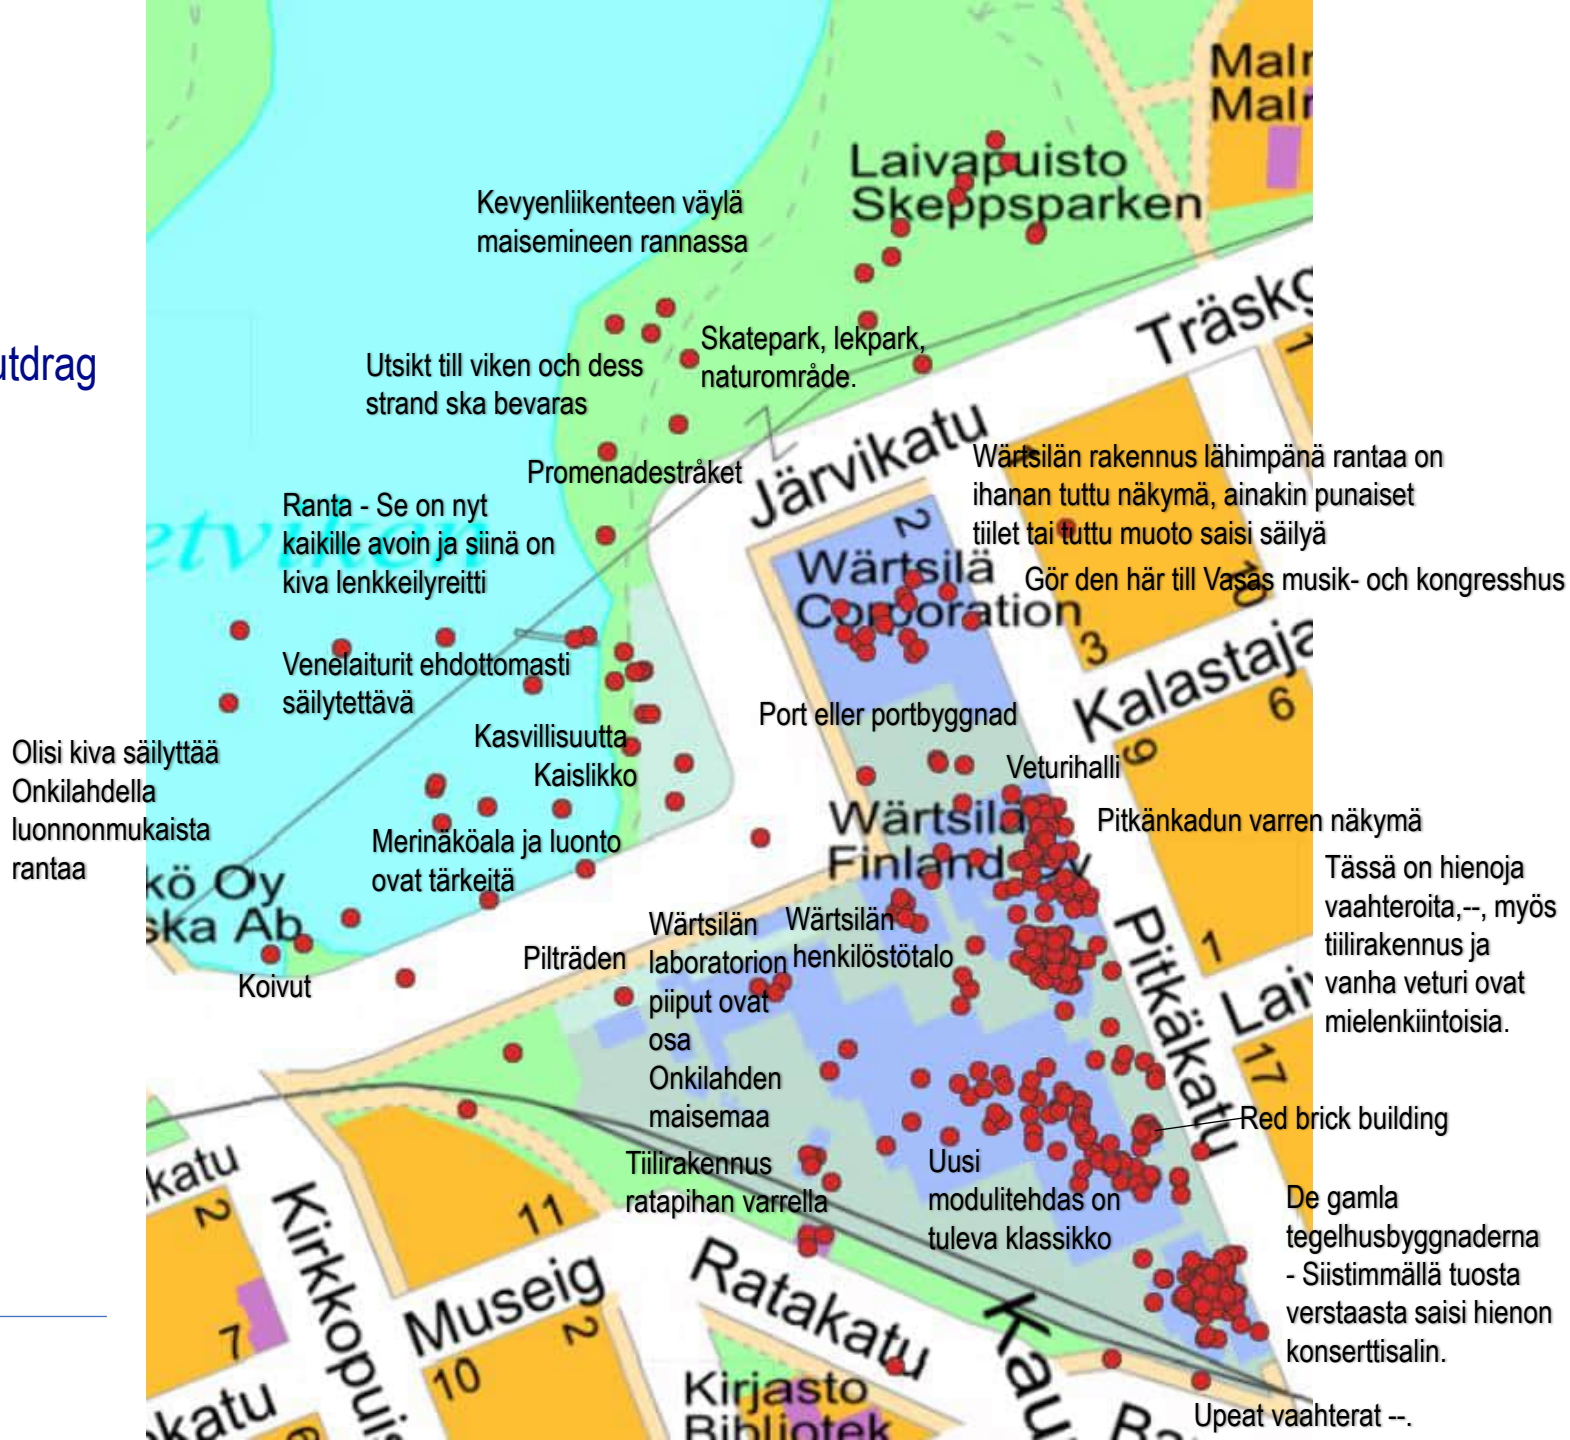 Malm
Malm
Laivapuisto
Skeppsparken
Kevyenliikenteen väylä
maisemineen rannassa
Träskg
utdrag
Utsikt till viken och dess
strand ska bevaras
Skatepark, lekpark,
naturområde.
1
Järvikatu
1
Promenadestråket
Wärtsilän rakennus lähimpänä rantaa on
ihanan tuttu näkymä, ainakin punaiset
tiilet tai tuttu muoto saisi säilyä
Ranta - Se on nyt
kaikille avoin ja siinä on
kiva lenkkeilyreitti
etviken
2
Wärtsilä
Corporation
Gör den här till Vasas musik- och kongresshus
10
3
Kalastaja
6
9
Venelaiturit ehdottomasti
säilytettävä
Port eller portbyggnad
Kasvillisuutta
Kaislikko
Veturihalli
Olisi kiva säilyttää
Onkilahdella
luonnonmukaista
rantaa
Wärtsilä
Finland Oy
Pitkänkadun varren näkymä
Merinäköala ja luonto
ovat tärkeitä
kö Oy
ska Ab
Tässä on hienoja
vaahteroita,--, myös
tiilirakennus ja
vanha veturi ovat
mielenkiintoisia.
Koivut
Pilträden
Wärtsilän
laboratorion
piiput ovat
osa
Onkilahden
maisemaa
Wärtsilän
henkilöstötalo
Pitkäkatu
1
Lai
17
Red brick building
Tiilirakennus
ratapihan varrella
Uusi
modulitehdas on
tuleva klassikko
De gamla
tegelhusbyggnaderna
- Siistimmällä tuosta
verstaasta saisi hienon
konserttisalin.
katu
2
7
Kirkkopuis
11
Museig
2
10
Ratakatu
Kau
Kirjasto
Bibliotek
katu
6
Ra
Upeat vaahterat --.